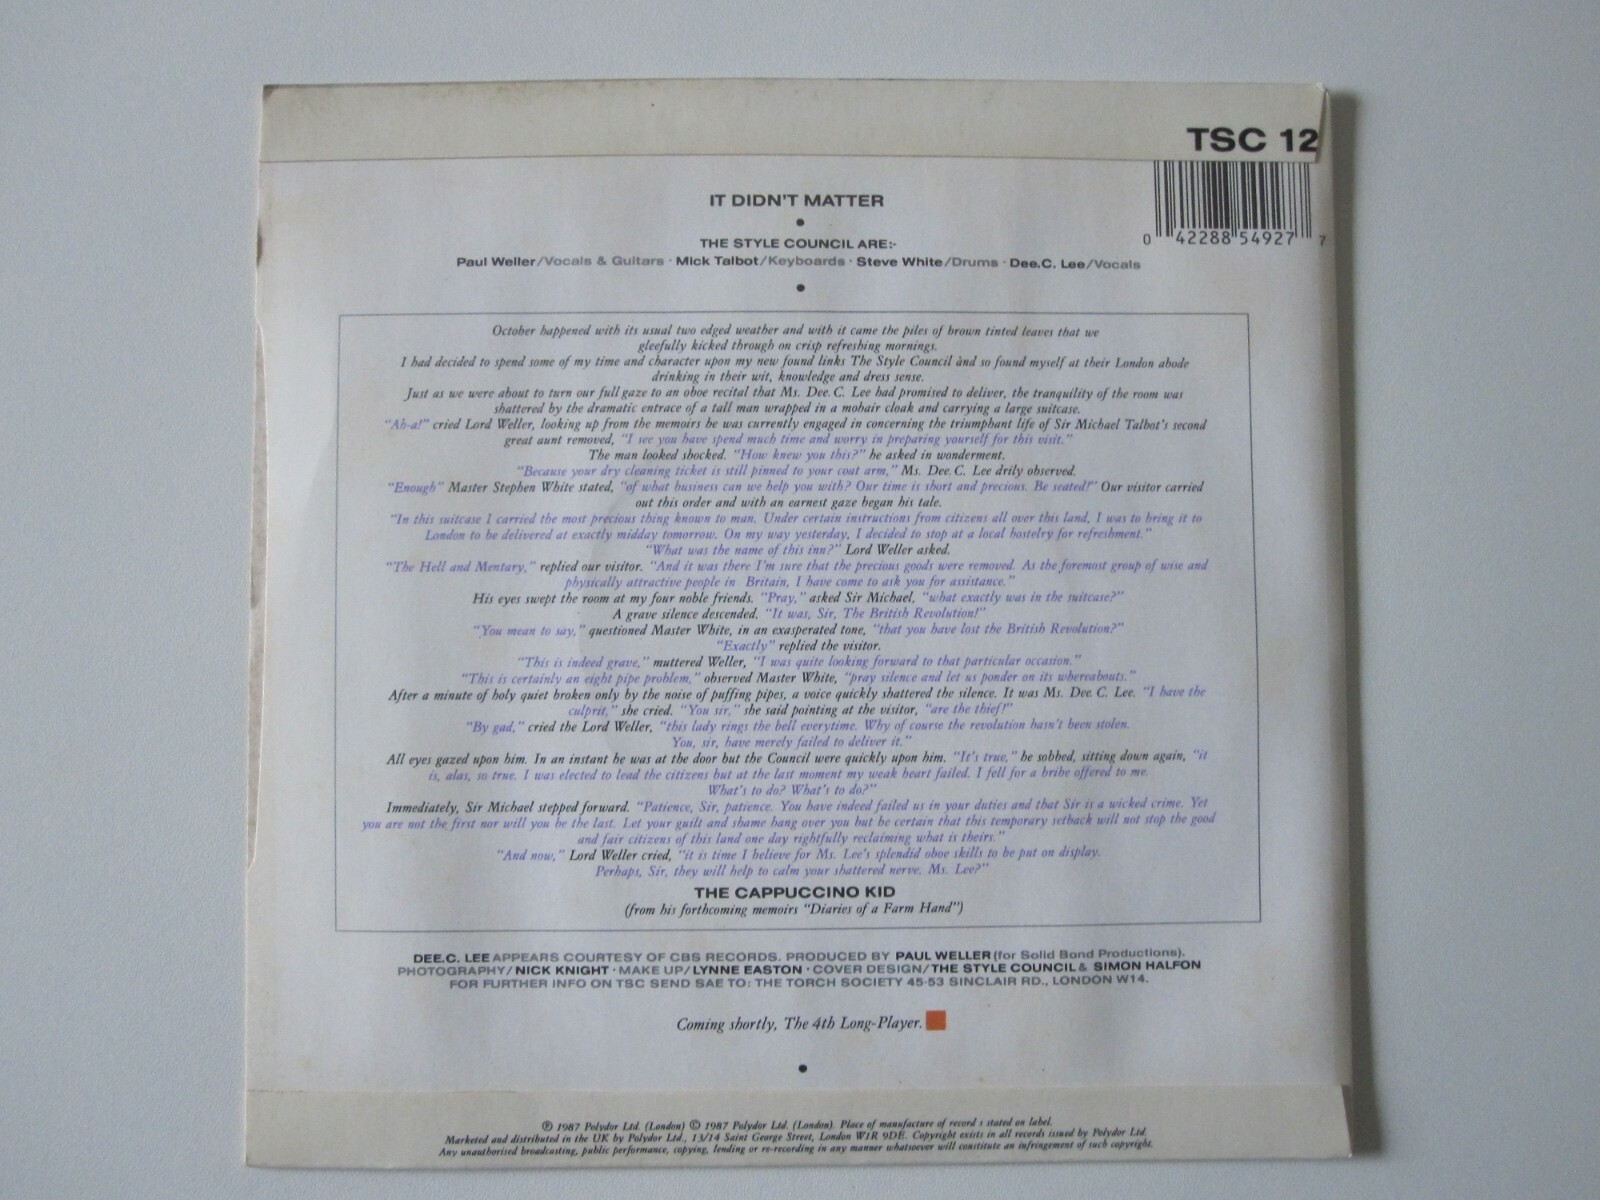 TSC 12
0 42288 54927 7
IT DIDN'T MATTER
THE STYLE COUNCIL ARE:-
Paul Weller/Vocals & Guitars · Mick Talbot/Keyboards · Steve White/Drums · Dee.C. Lee/Vocals
October happened with its usual two edged weather and with it came the piles of brown tinted leaves that we
gleefully kicked through on crisp refreshing mornings.
I had decided to spend some of my time and character upon my new found links The Style Council and so found myself at their London abode
drinking in their wit, knowledge and dress sense.
Just as we were about to turn our full gaze to an oboe recital that Ms. Dee. C. Lee had promised to deliver, the tranquility of the room was
shattered by the dramatic entrace of a tall man wrapped in a mohair cloak and carrying a large suitcase.
"Ah-a!" cried Lord Weller, looking up from the memoirs he was currently engaged in concerning the triumphant life of Sir Michael Talbot's second
great aunt removed, "I see you have spend much time and worry in preparing yourself for this visit."
The man looked shocked. "How knew you this?" he asked in wonderment.
"Because your dry cleaning ticket is still pinned to your coat arm," Ms. Dee. C. Lee drily observed.
"Enough" Master Stephen White stated, "of what business can we help you with? Our time is short and precious. Be seated!" Our visitor carried
out this order and with an earnest gaze began his tale.
"In this suitcase I carried the most precious thing known to man. Under certain instructions from citizens all over this land, I was to bring it to
London to be delivered at exactly midday tomorrow. On my way yesterday, I decided to stop at a local hostelry for refreshment."
"What was the name of this inn?" Lord Weller asked.
"The Hell and Mentary," replied our visitor. "And it was there I'm sure that the precious goods were removed. As the foremost group of wise and
physically attractive people in Britain, I have come to ask you for assistance."
His eyes swept the room at my four noble friends. "Pray," asked Sir Michael, "what exactly was in the suitcase?"
A grave silence descended. "It was, Sir, The British Revolution!"
"You mean to say," questioned Master White, in an exasperated tone, "that you have lost the British Revolution?"
"Exactly" replied the visitor.
"This is indeed grave," muttered Weller, "I was quite looking forward to that particular occasion."
"This is certainly an eight pipe problem," observed Master White, "pray silence and let us ponder on its whereabouts."
After a minute of holy quiet broken only by the noise of puffing pipes, a voice quickly shattered the silence. It was Ms. Dee. C. Lee. "I have the
culprit," she cried. "You sir," she said pointing at the visitor, "are the thief!"
"By gad," cried the Lord Weller, "this lady rings the bell everytime. Why of course the revolution hasn't been stolen.
You, sir, have merely failed to deliver it."
All eyes gazed upon him. In an instant he was at the door but the Council were quickly upon him. "It's true," he sobbed, sitting down again, "it
is, alas, so true. I was elected to lead the citizens but at the last moment my weak heart failed. I fell for a bribe offered to me.
What's to do? What's to do?"
Immediately, Sir Michael stepped forward. "Patience, Sir, patience. You have indeed failed us in your duties and that Sir is a wicked crime. Yet
you are not the first nor will you be the last. Let your guilt and shame hang over you but be certain that this temporary setback will not stop the good
and fair citizens of this land one day rightfully reclaiming what is theirs."
"And now," Lord Weller cried, "it is time I believe for Ms. Lee's splendid oboe skills to be put on display.
Perhaps, Sir, they will help to calm your shattered nerve. Ms. Lee?"
THE CAPPUCCINO KID
(from his forthcoming memoirs "Diaries of a Farm Hand")
DEE.C. LEE APPEARS COURTESY OF CBS RECORDS. PRODUCED BY PAUL WELLER (for Solid Bond Productions).
PHOTOGRAPHY/NICK KNIGHT · MAKE UP/LYNNE EASTON · COVER DESIGN/THE STYLE COUNCIL & SIMON HALFON
FOR FURTHER INFO ON TSC SEND SAE TO: THE TORCH SOCIETY 45-53 SINCLAIR RD., LONDON W14.
Coming shortly, The 4th Long-Player.
℗ 1987 Polydor Ltd. (London) © 1987 Polydor Ltd. (London). Place of manufacture of record s stated on label.
Marketed and distributed in the UK by Polydor Ltd., 13/14 Saint George Street, London W1R 9DE. Copyright exists in all records issued by Polydor Ltd.
Any unauthorised broadcasting, public performance, copying, lending or re-recording in any manner whatsoever will constitute an infringement of such copyright.